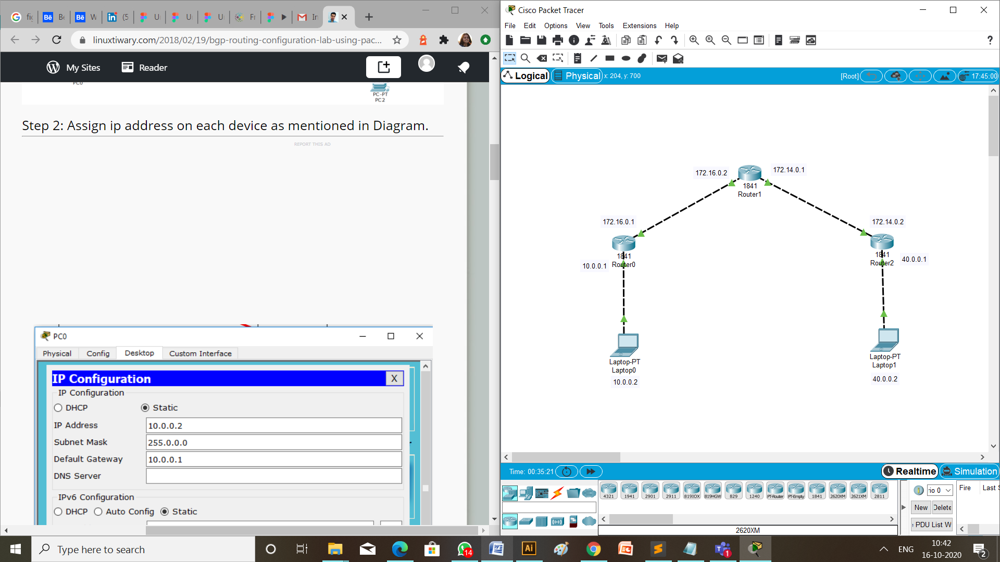 fig
Be
W
(5
U
U
U
Fr
In
linuxtiwary.com/2018/02/19/bgp-routing-configuration-lab-using-pac...
My Sites
Reader
PC0
PC-PT
PC2
Step 2: Assign ip address on each device as mentioned in Diagram.
REPORT THIS AD
PC0
Physical
Config
Desktop
Custom Interface
IP Configuration
X
IP Configuration
DHCP
Static
IP Address
10.0.0.2
Subnet Mask
255.0.0.0
Default Gateway
10.0.0.1
DNS Server
IPv6 Configuration
DHCP
Auto Config
Static
Cisco Packet Tracer
File Edit Options View Tools Extensions Help
Logical
Physical
x: 204, y: 700
[Root]
17:45:00
172.16.0.2
172.14.0.1
1841
Router1
172.16.0.1
172.14.0.2
1841
Router0
10.0.0.1
1841
Router2
40.0.0.1
Laptop-PT
Laptop0
10.0.0.2
Laptop-PT
Laptop1
40.0.0.2
Time: 00:35:21
Realtime
Simulation
4321
1941
2901
2911
819IOX
819HGW
829
1240
PT-Router
PT-Empty
1841
2620XM
2621XM
2811
2620XM
rio 0
Fire
Last S
New
Delete
PDU List W
Type here to search
14
1
ENG
10:42
16-10-2020
2